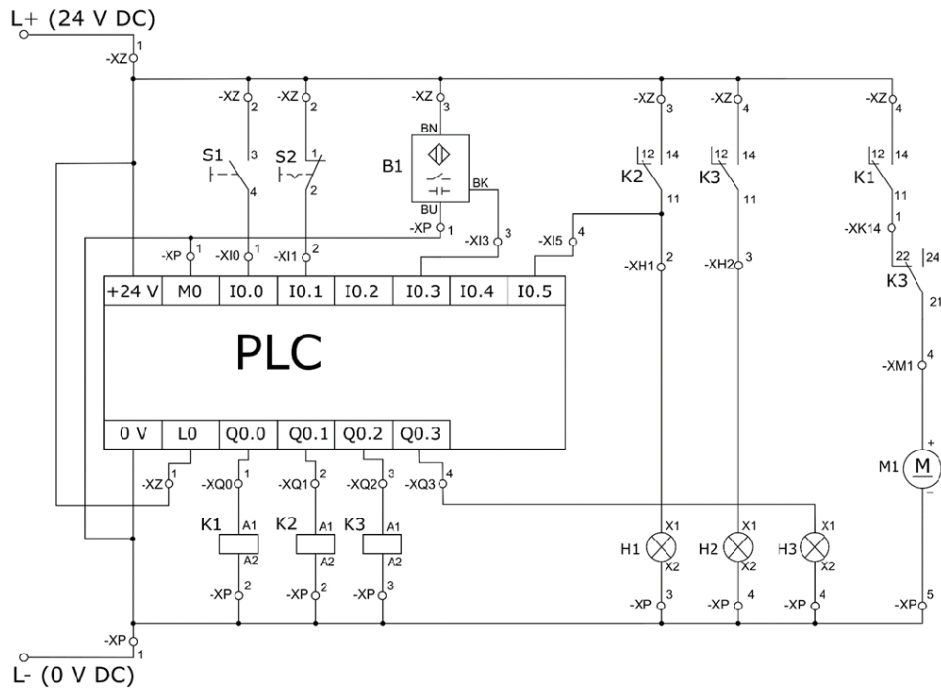 L+ (24 V DC)
1
-XZ
-XZ 2
-XZ 2
-XZ 3
-XZ 3
-XZ 4
-XZ 4
BN
S1 3 4
S2 1 2
B1
BK
BU
K2 12 14 11
K3 12 14 11
K1 12 14 11
-XP 1
-XP 1
-XI0 1
-XI1 2
-XI3 3
-XI5 4
-XK14 1
-XH1 2
-XH2 3
K3 22 24 21
+24 V M0 I0.0 I0.1 I0.2 I0.3 I0.4 I0.5
PLC
0 V L0 Q0.0 Q0.1 Q0.2 Q0.3
-XM1 4
-XZ 1
-XQ0 1
-XQ1 2
-XQ2 3
-XQ3 4
M1 M + −
K1 A1 A2
K2 A1 A2
K3 A1 A2
H1 X1 X2
H2 X1 X2
H3 X1 X2
-XP 2
-XP 2
-XP 3
-XP 3
-XP 4
-XP 4
-XP 5
-XP 1
L- (0 V DC)